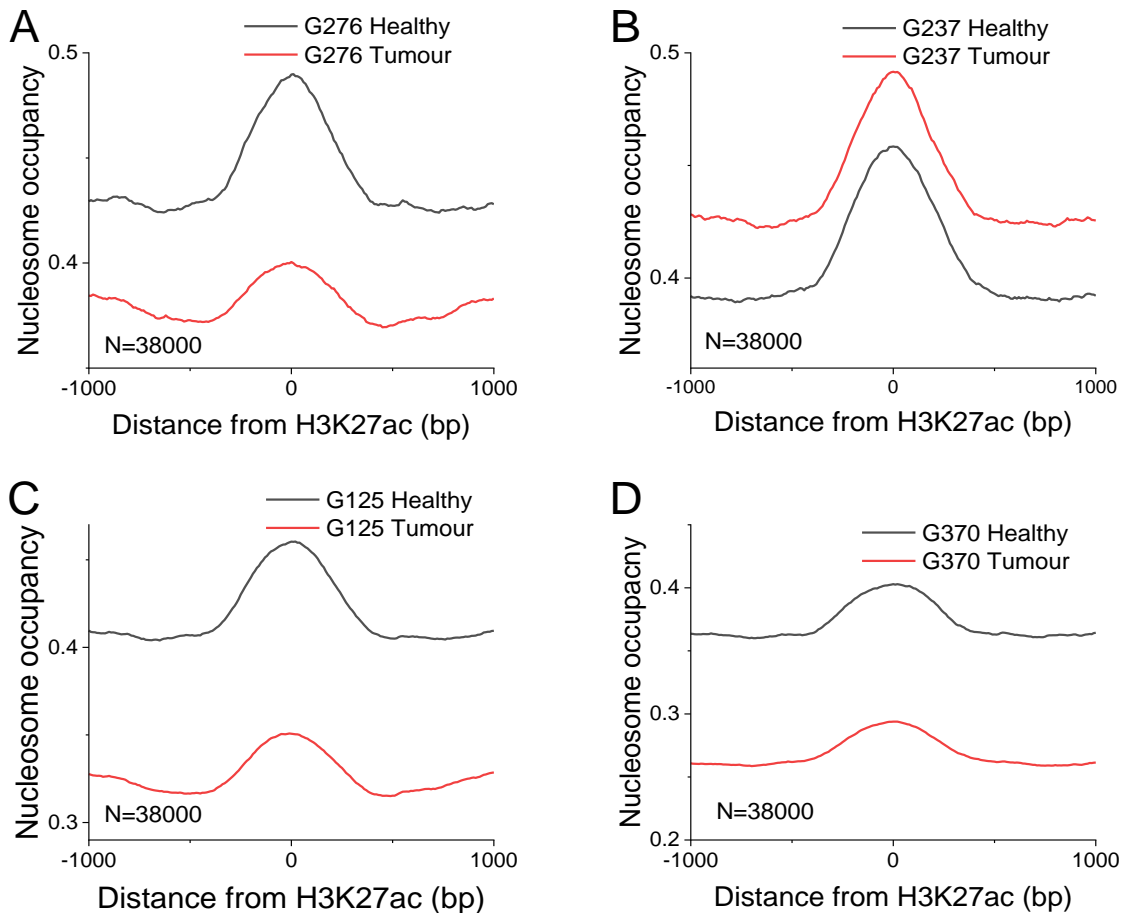 A
G276 Healthy
G276 Tumour
Nucleosome occupancy
0.5
0.4
N=38000
-1000
0
1000
Distance from H3K27ac (bp)
B
G237 Healthy
G237 Tumour
Nucleosome occupancy
0.5
0.4
N=38000
-1000
0
1000
Distance from H3K27ac (bp)
C
G125 Healthy
G125 Tumour
Nucleosome occupancy
0.4
0.3
N=38000
-1000
0
1000
Distance from H3K27ac (bp)
D
G370 Healthy
G370 Tumour
Nucleosome occupacny
0.4
0.3
0.2
N=38000
-1000
0
1000
Distance from H3K27ac (bp)